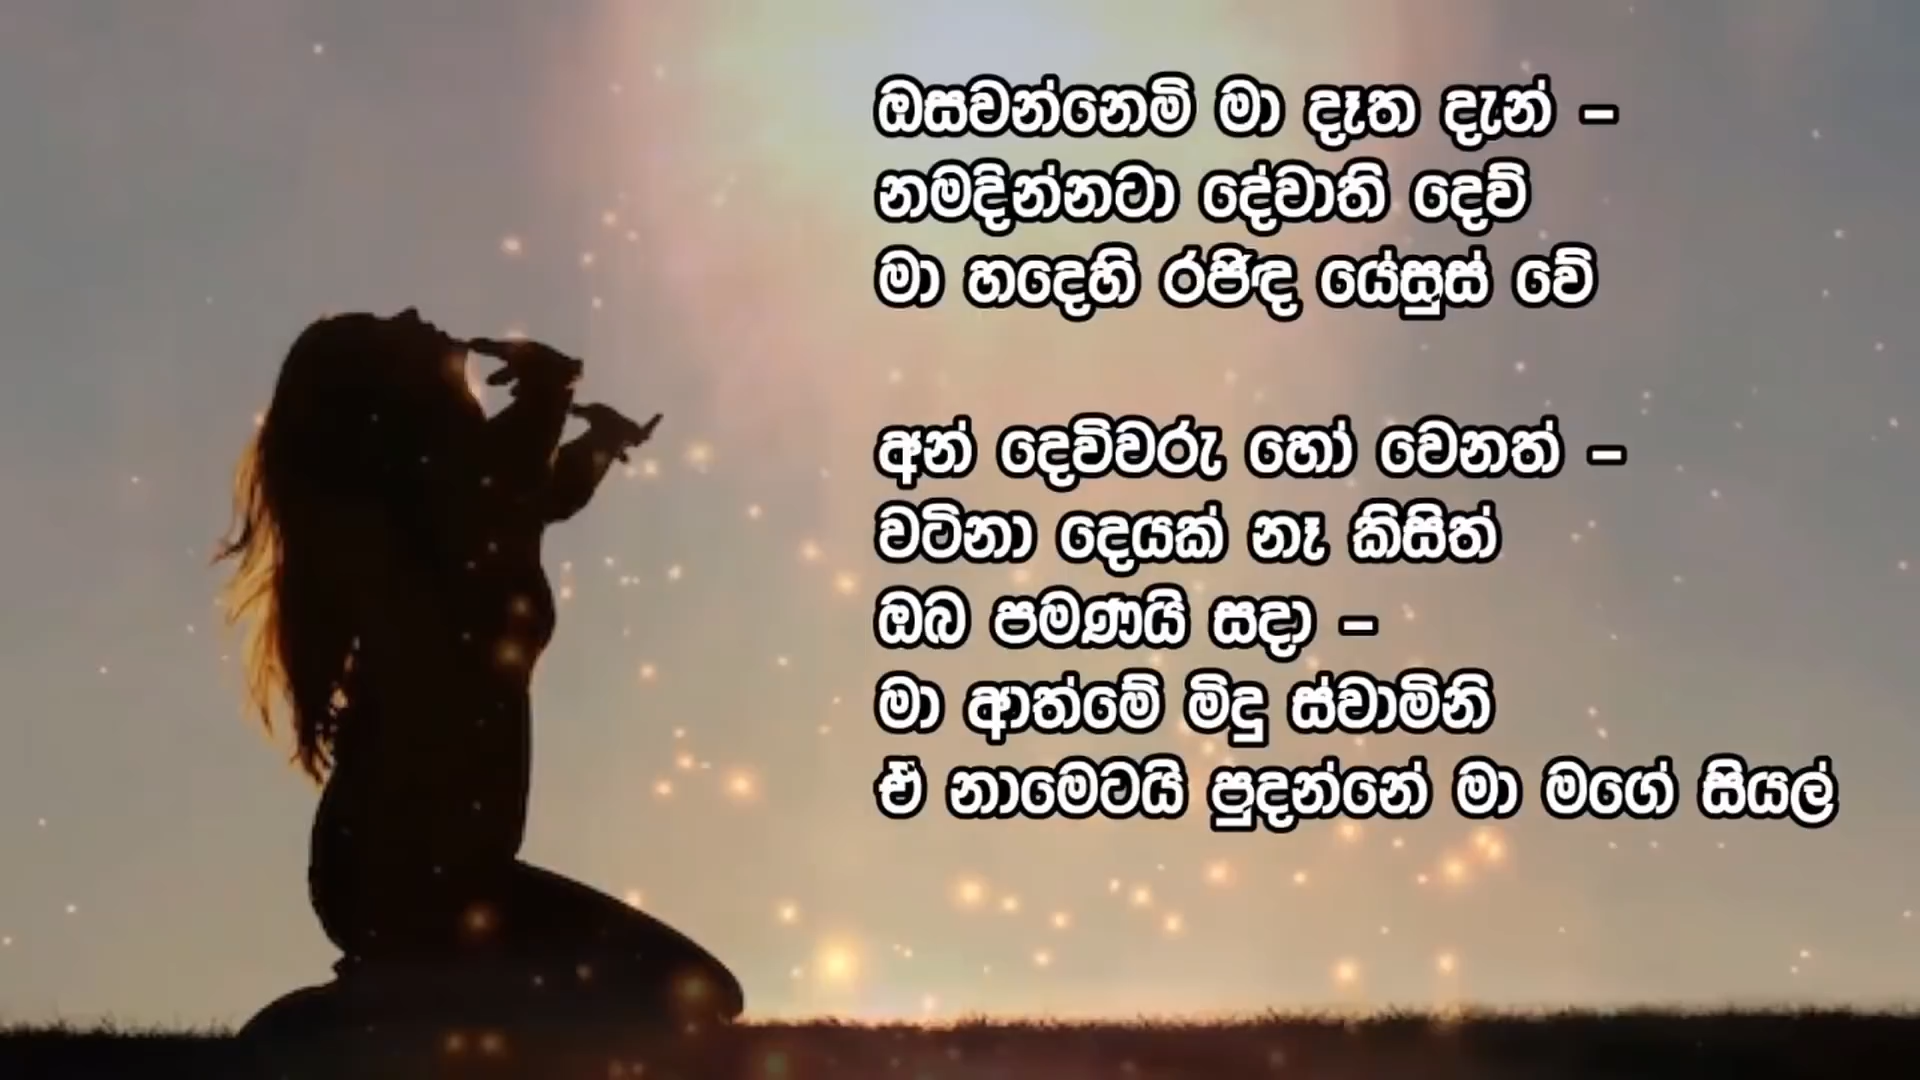 ඔසවන්නෙමි මා දෑත දැන් –
නමදින්නටා දේවාති දෙව්
මා හදෙහි රජිඳ යේසුස් වේ
අන් දෙව්වරු හෝ වෙනත් –
වටිනා දෙයක් නෑ කිසිත්
ඔබ පමණයි සදා –
මා ආත්මේ මිදු ස්වාමිනි
ඒ නාමෙටයි පුදන්නේ මා මගේ සියල්